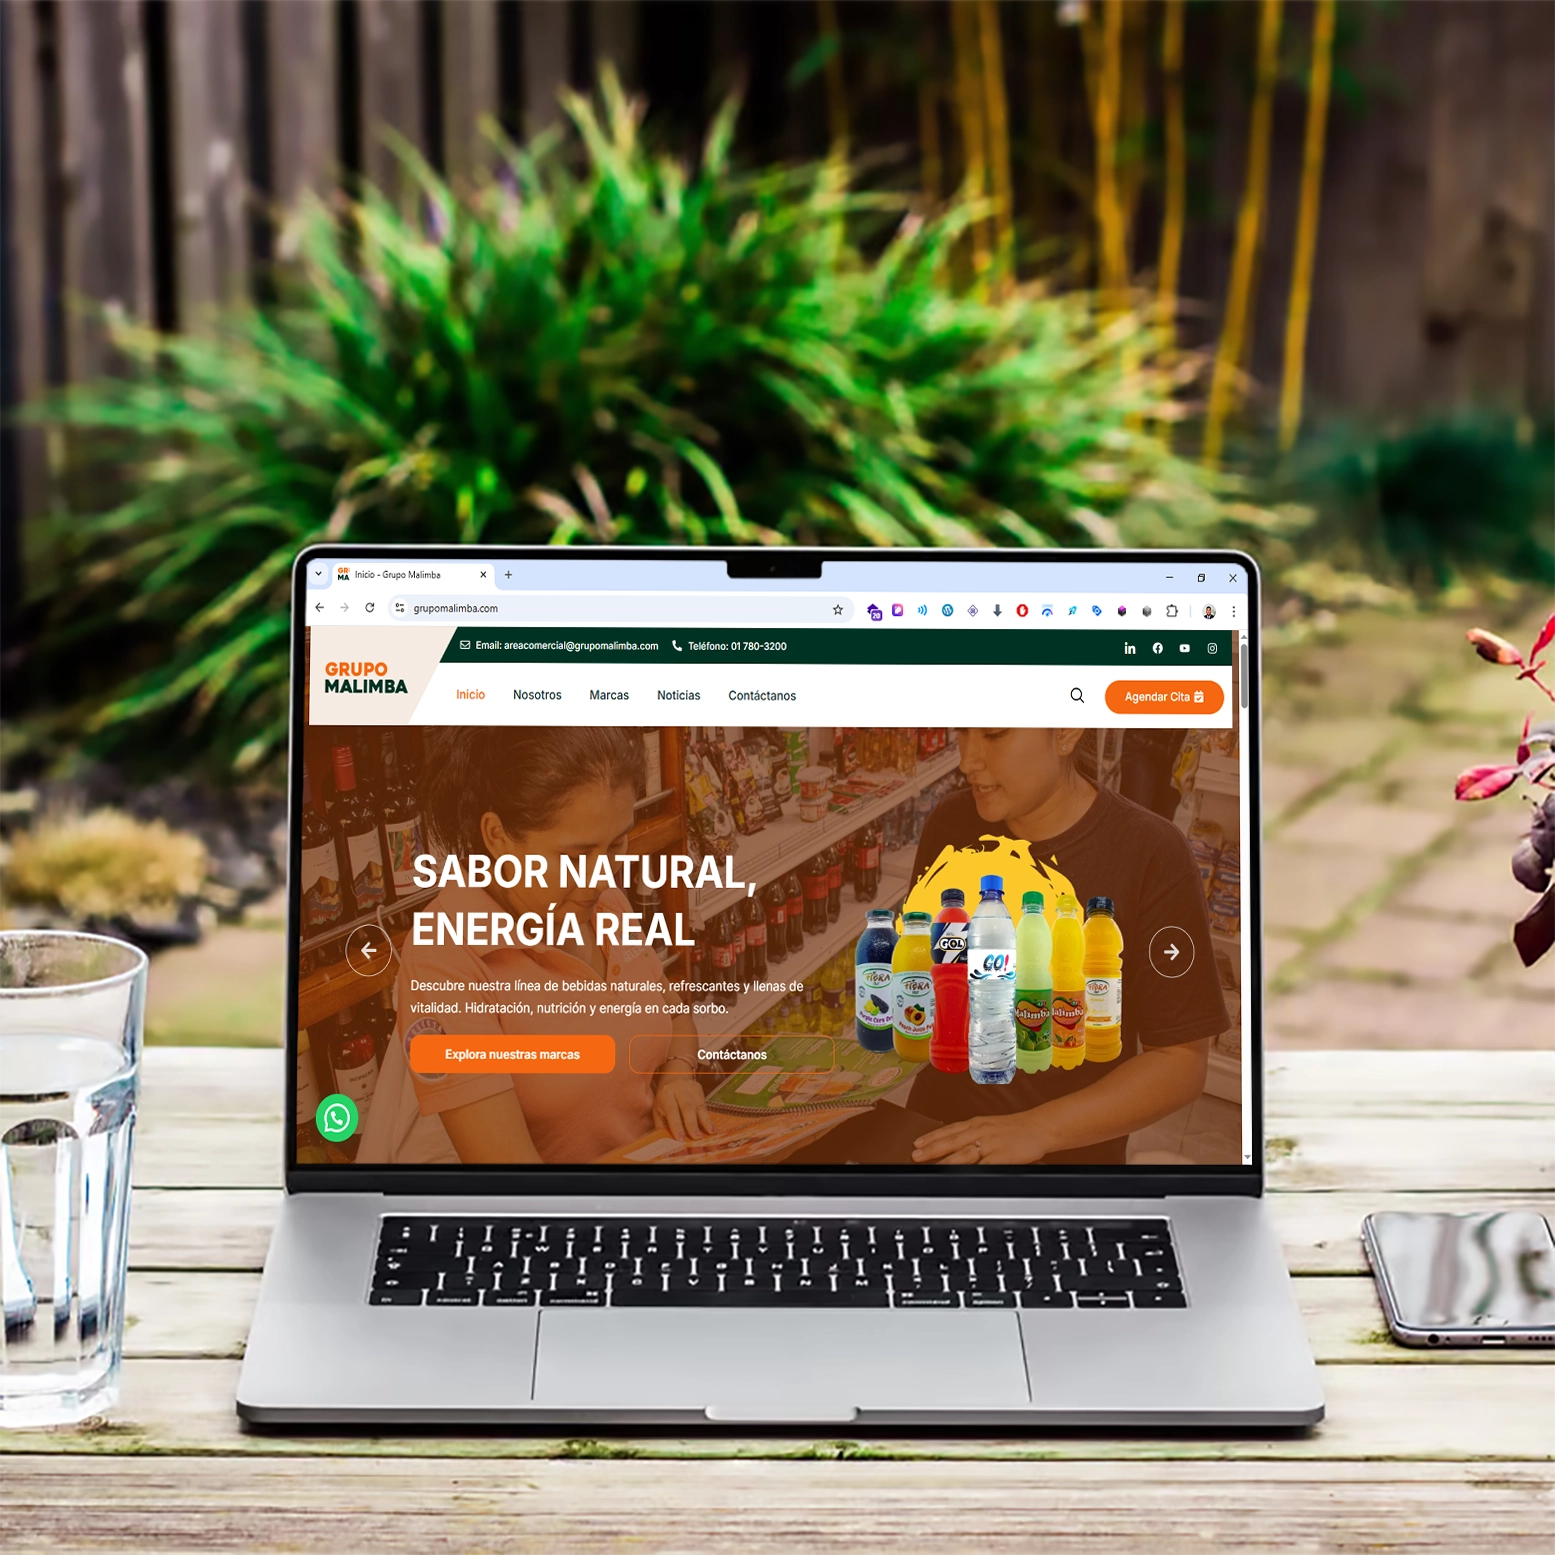 Inicio - Grupo Malimba
grupomalimba.com
20
Email: areacomercial@grupomalimba.com Teléfono: 01 780-3200
GRUPO
MALIMBA
Inicio Nosotros Marcas Noticias Contáctanos Agendar Cita
SABOR NATURAL,
ENERGÍA REAL
Descubre nuestra línea de bebidas naturales, refrescantes y llenas de
vitalidad. Hidratación, nutrición y energía en cada sorbo.
Explora nuestras marcas Contáctanos
GOL
GO!
FIORA
FIORA
Malimba
Malimba